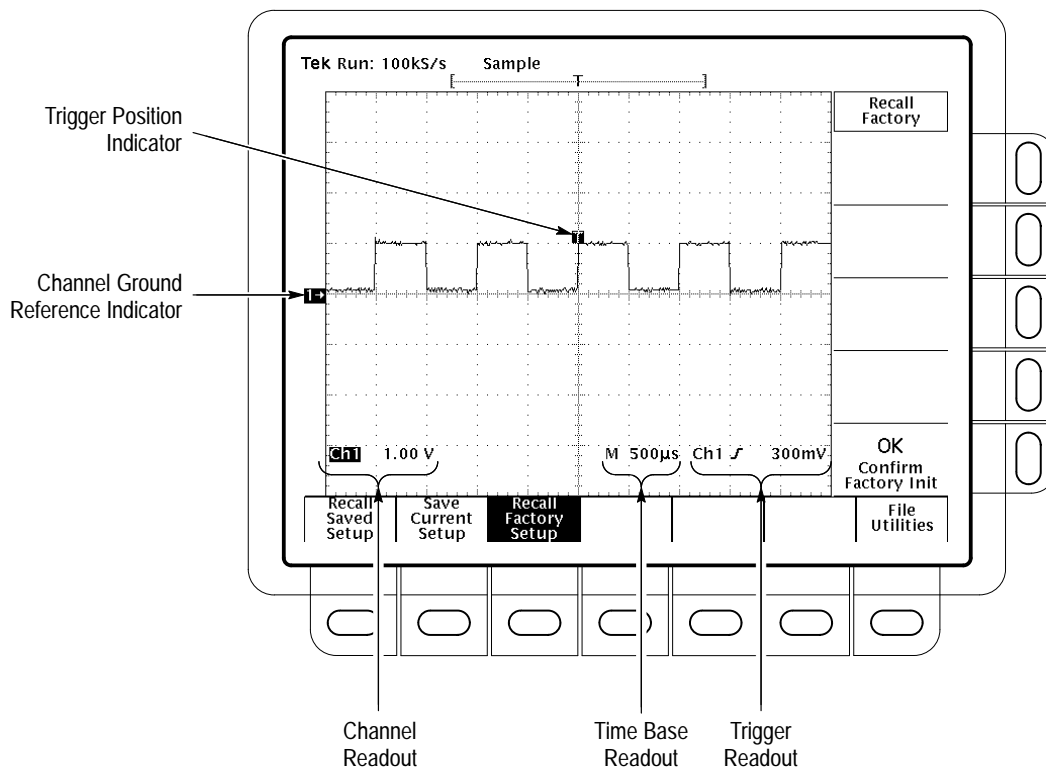 Tek Run: 100kS/s Sample
T
Trigger Position
Indicator
Recall
Factory
T
Channel Ground
Reference Indicator
1→
Ch1 1.00 V
M 500µs
Ch1 300mV
OK
Confirm
Factory Init
Recall
Saved
Setup
Save
Current
Setup
Recall
Factory
Setup
File
Utilities
Channel
Readout
Time Base
Readout
Trigger
Readout